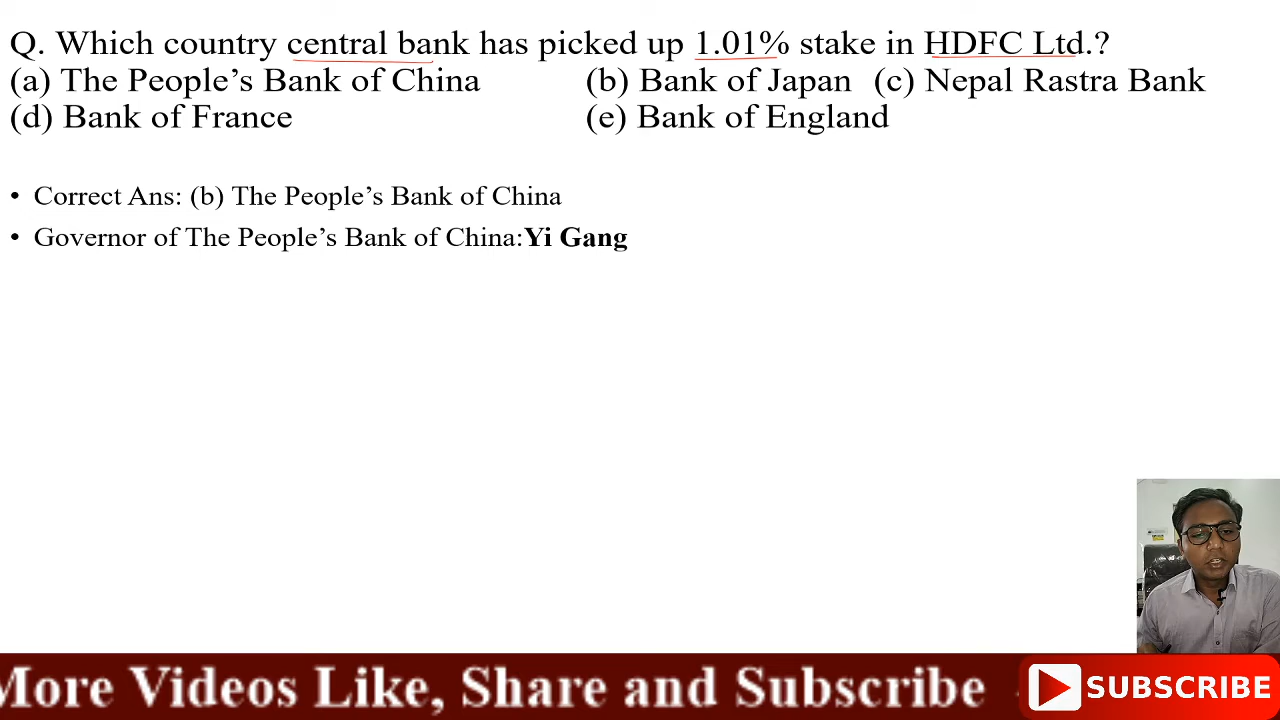 Q. Which country central bank has picked up 1.01% stake in HDFC Ltd.?
(a) The People’s Bank of China (b) Bank of Japan (c) Nepal Rastra Bank
(d) Bank of France (e) Bank of England
• Correct Ans: (b) The People’s Bank of China
• Governor of The People’s Bank of China:Yi Gang
More Videos Like, Share and Subscribe
SUBSCRIBE